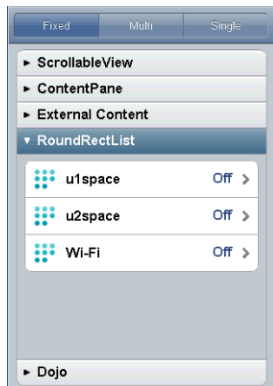 Fixed Multi Single
ScrollableView
ContentPane
External Content
RoundRectList
u1space Off
u2space Off
Wi-Fi Off
Dojo